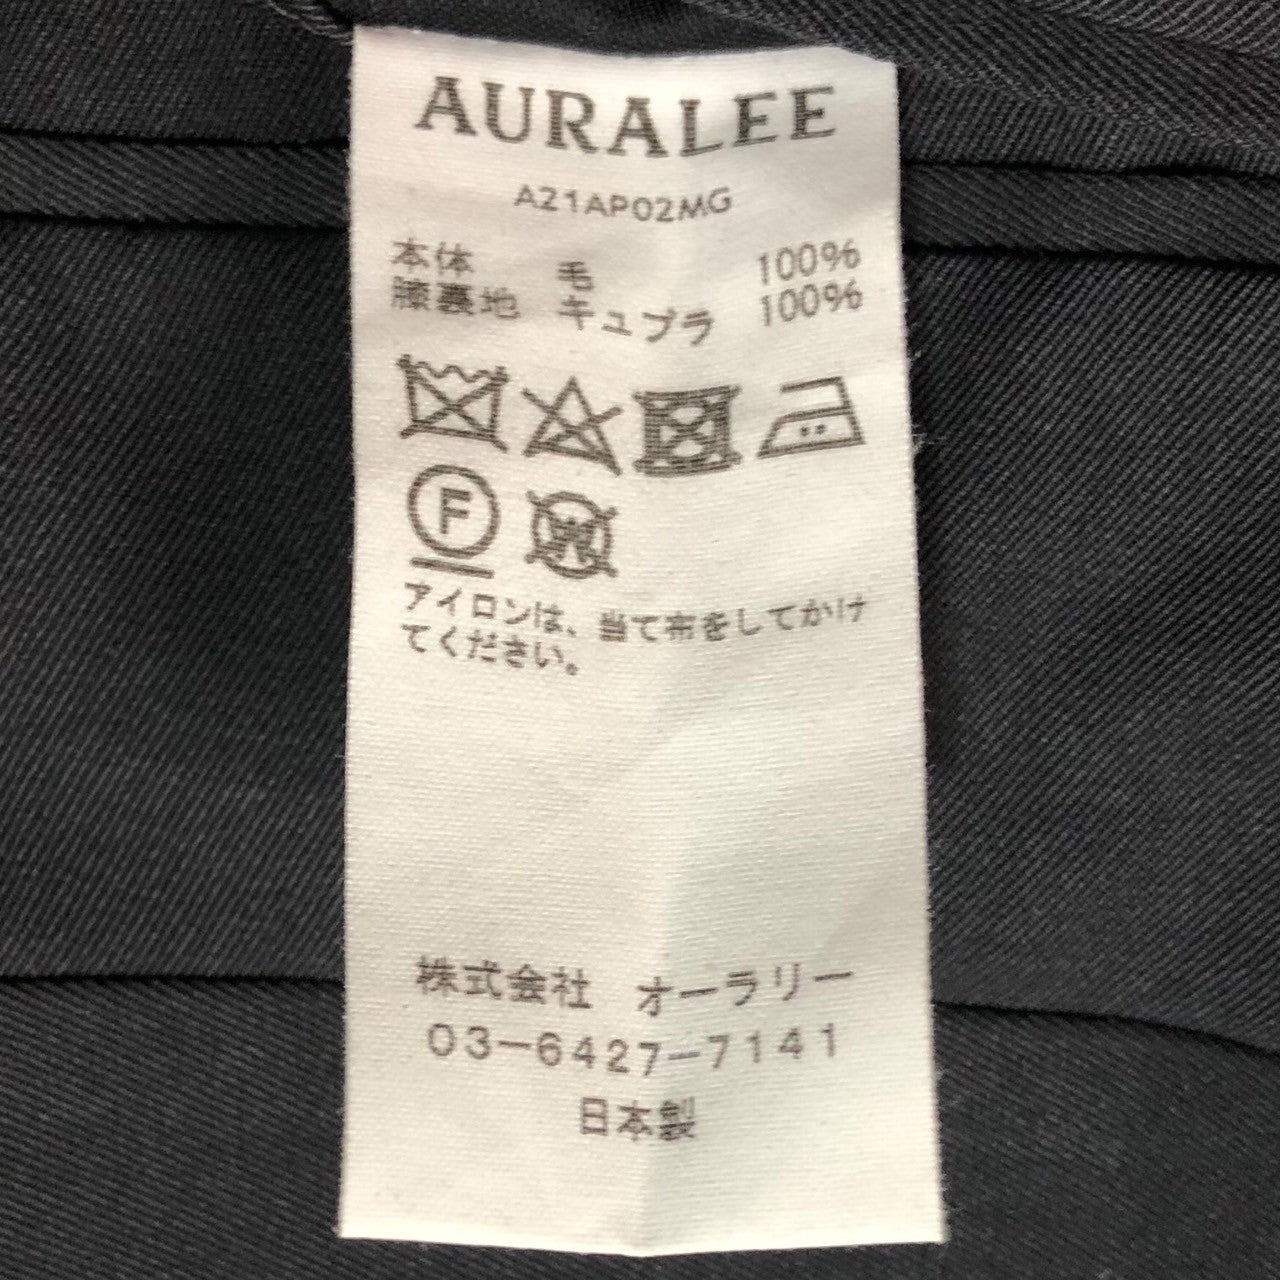 AURALEE
A21AP02MG
本体 毛 100%
膝裏地 キュプラ 100%
F W
アイロンは、当て布をしてかけ
てください。
株式会社 オーラリー
03-6427-7141
日本製